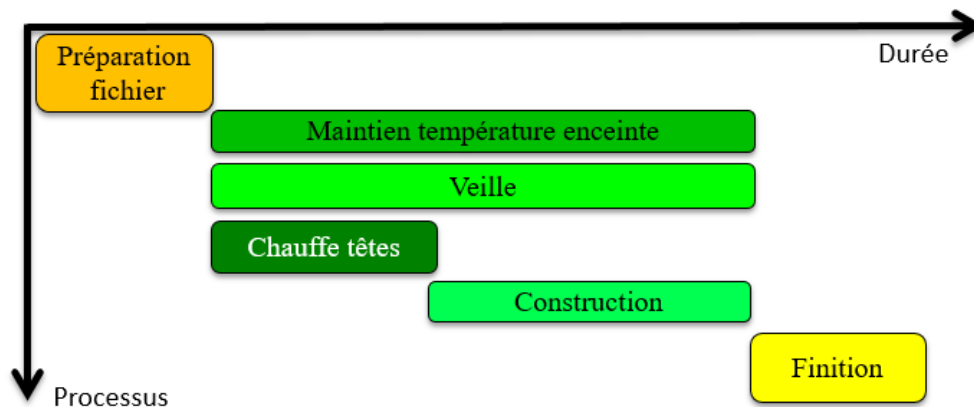 Durée
Préparation
fichier
Maintien température enceinte
Veille
Chauffe têtes
Construction
Finition
Processus